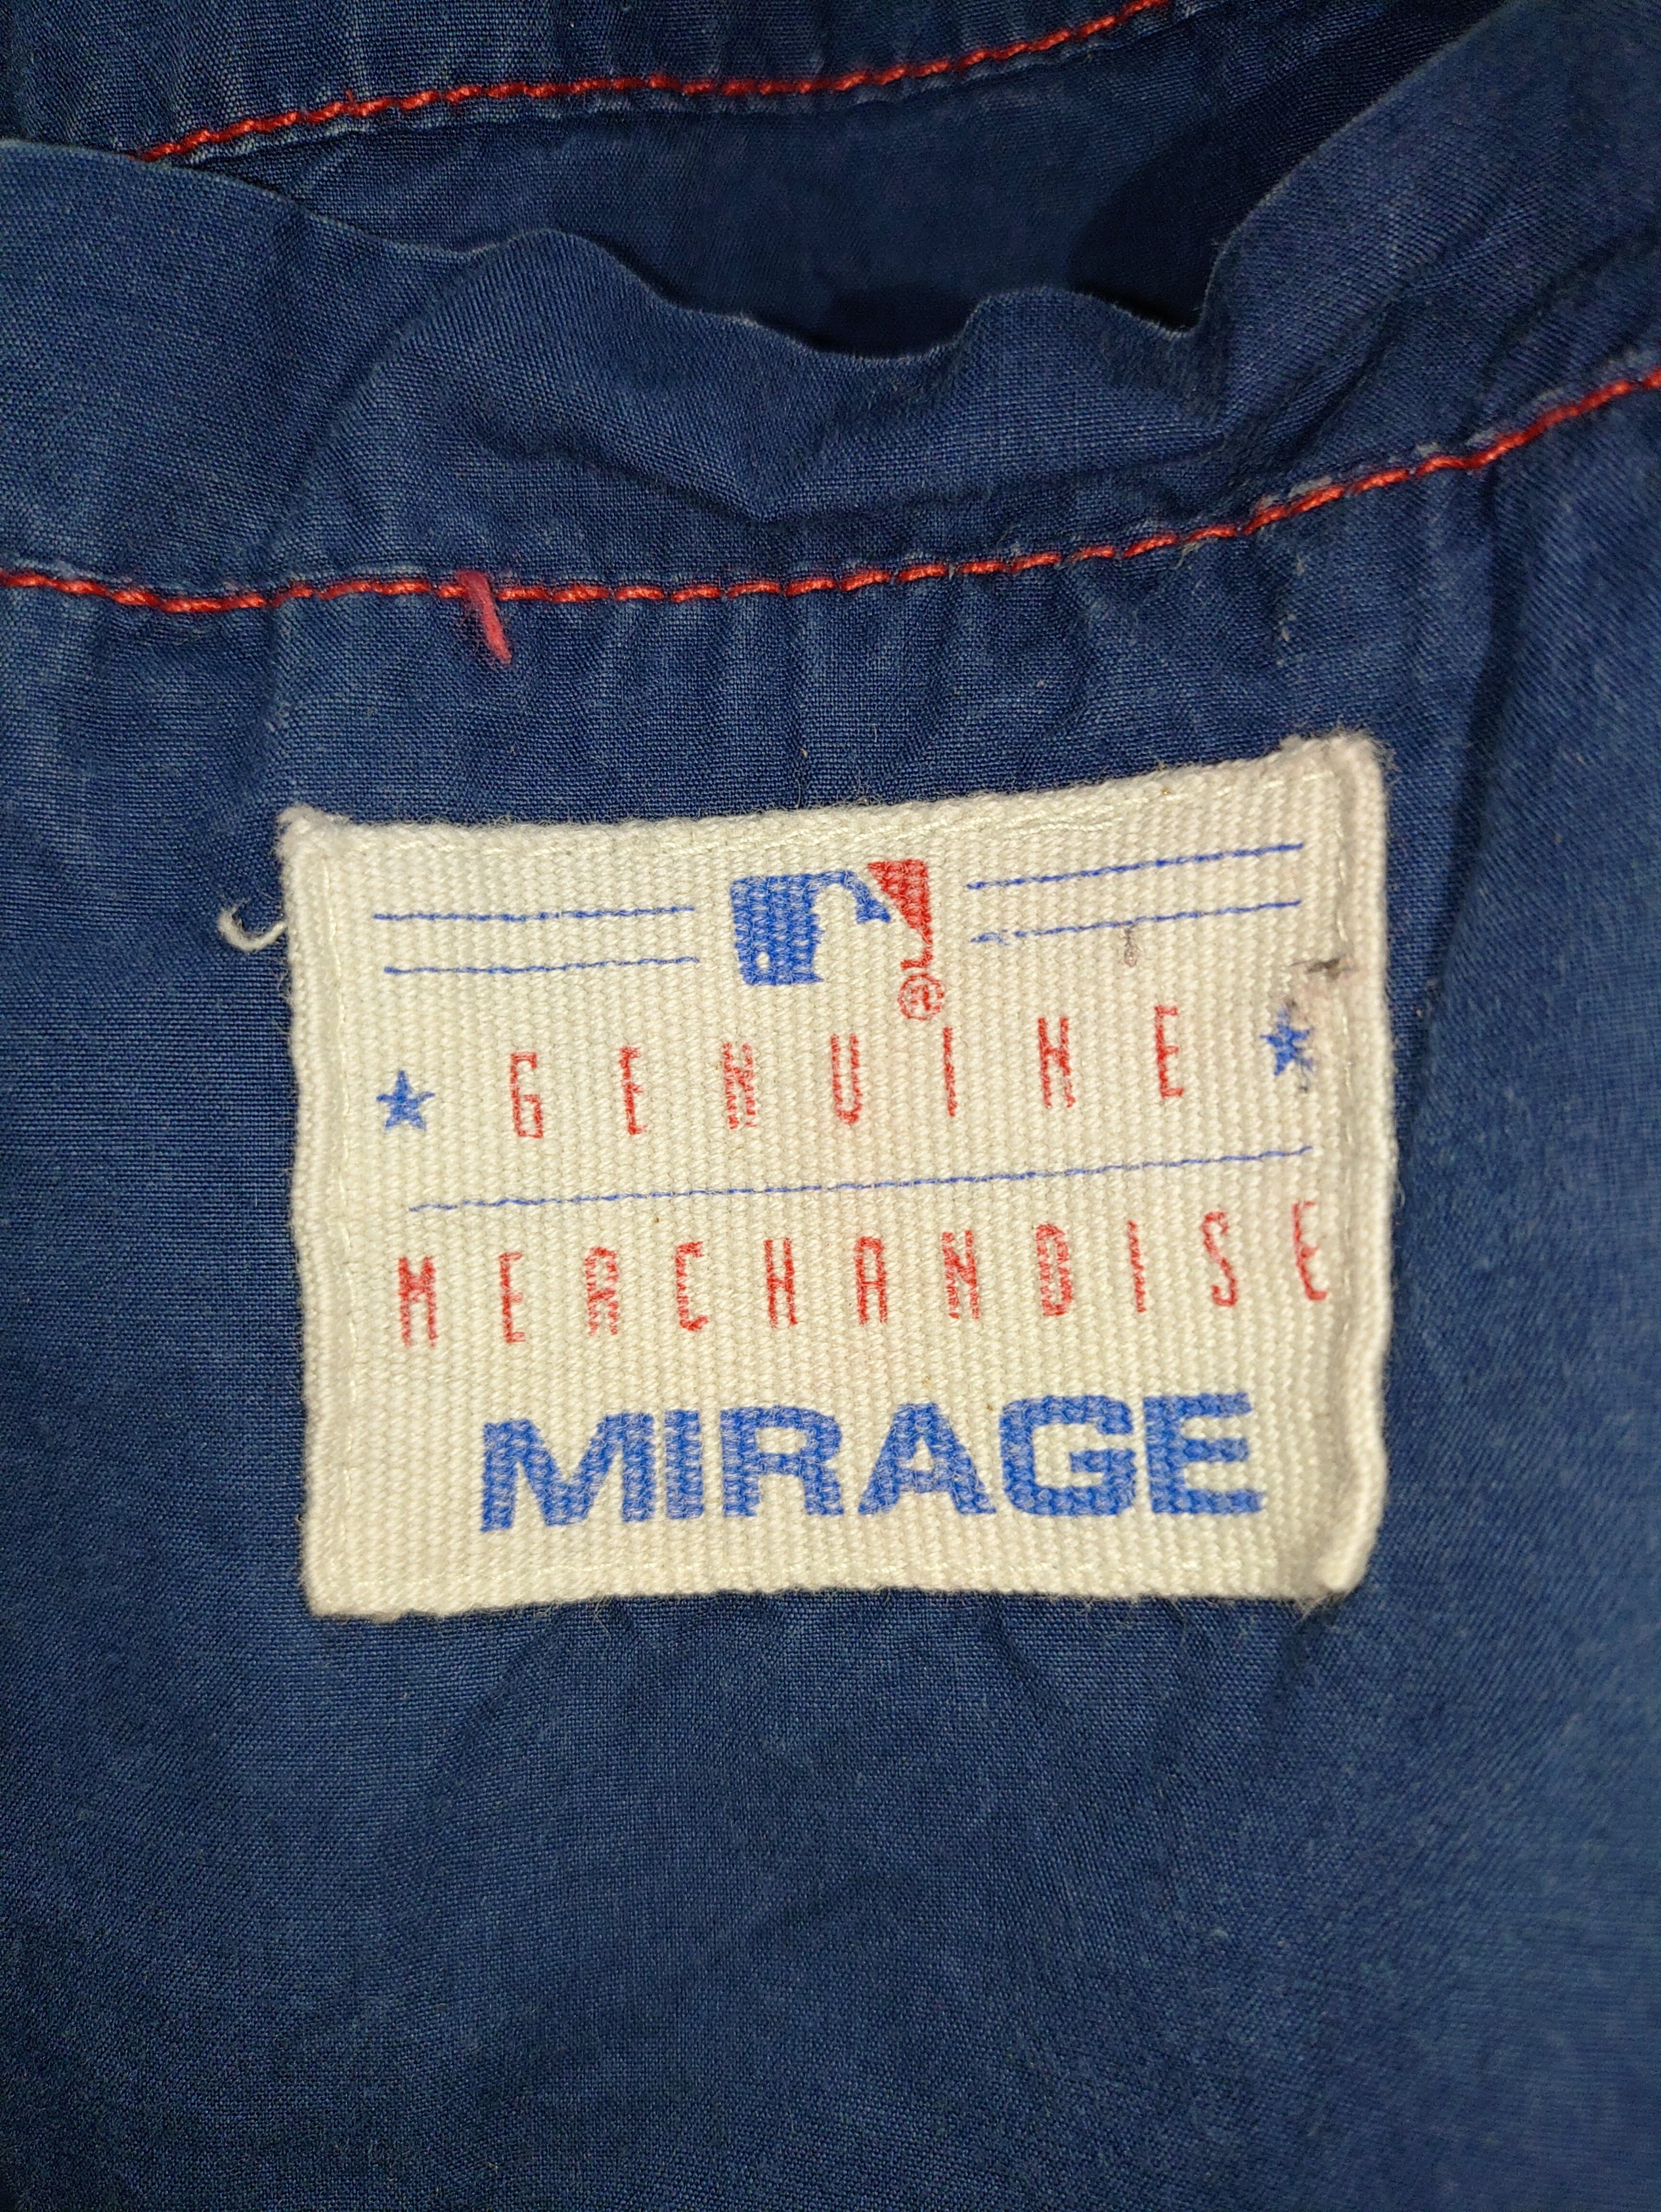 ®
★ GENUINE ★
MERCHANDISE
MIRAGE